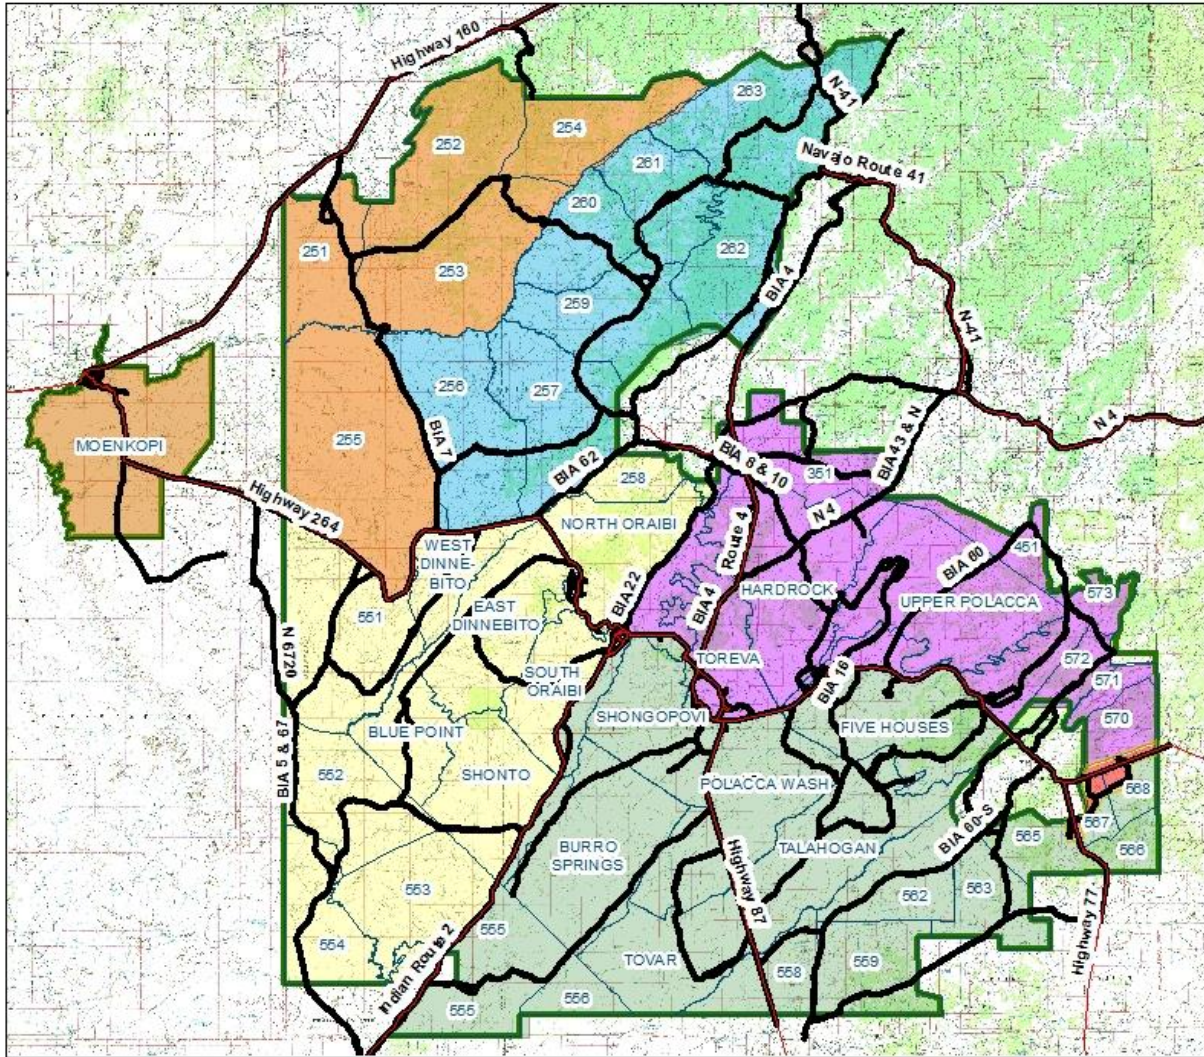 Highway 160
263
N-41
254
252
261
Navajo Route 41
260
251
262
253
BIA 4
259
N-41
256
257
BIA 7
N 4
MOENKOPI
255
BIA 62
BIA 43 & N
BIA 8 & 10
351
258
Highway 264
NORTH ORAIBI
Route 4
N 4
WEST
DINNE-
BITO
451
BIA 80
573
HARDROCK
UPPER POLACCA
BIA 22
BIA 4
EAST
DINNEBITO
551
N 6720
TOREVA
572
571
SOUTH
ORAIBI
BIA 16
570
SHONGOPOVI
FIVE HOUSES
BLUE POINT
BIA 5 & 67
552
SHONTO
POLACCA WASH
568
567
566
565
BIA 60-S
BURRO
SPRINGS
TALAHOGAN
553
562
563
Highway 87
555
Highway 77
554
TOVAR
558
559
Indian Route 2
555
556